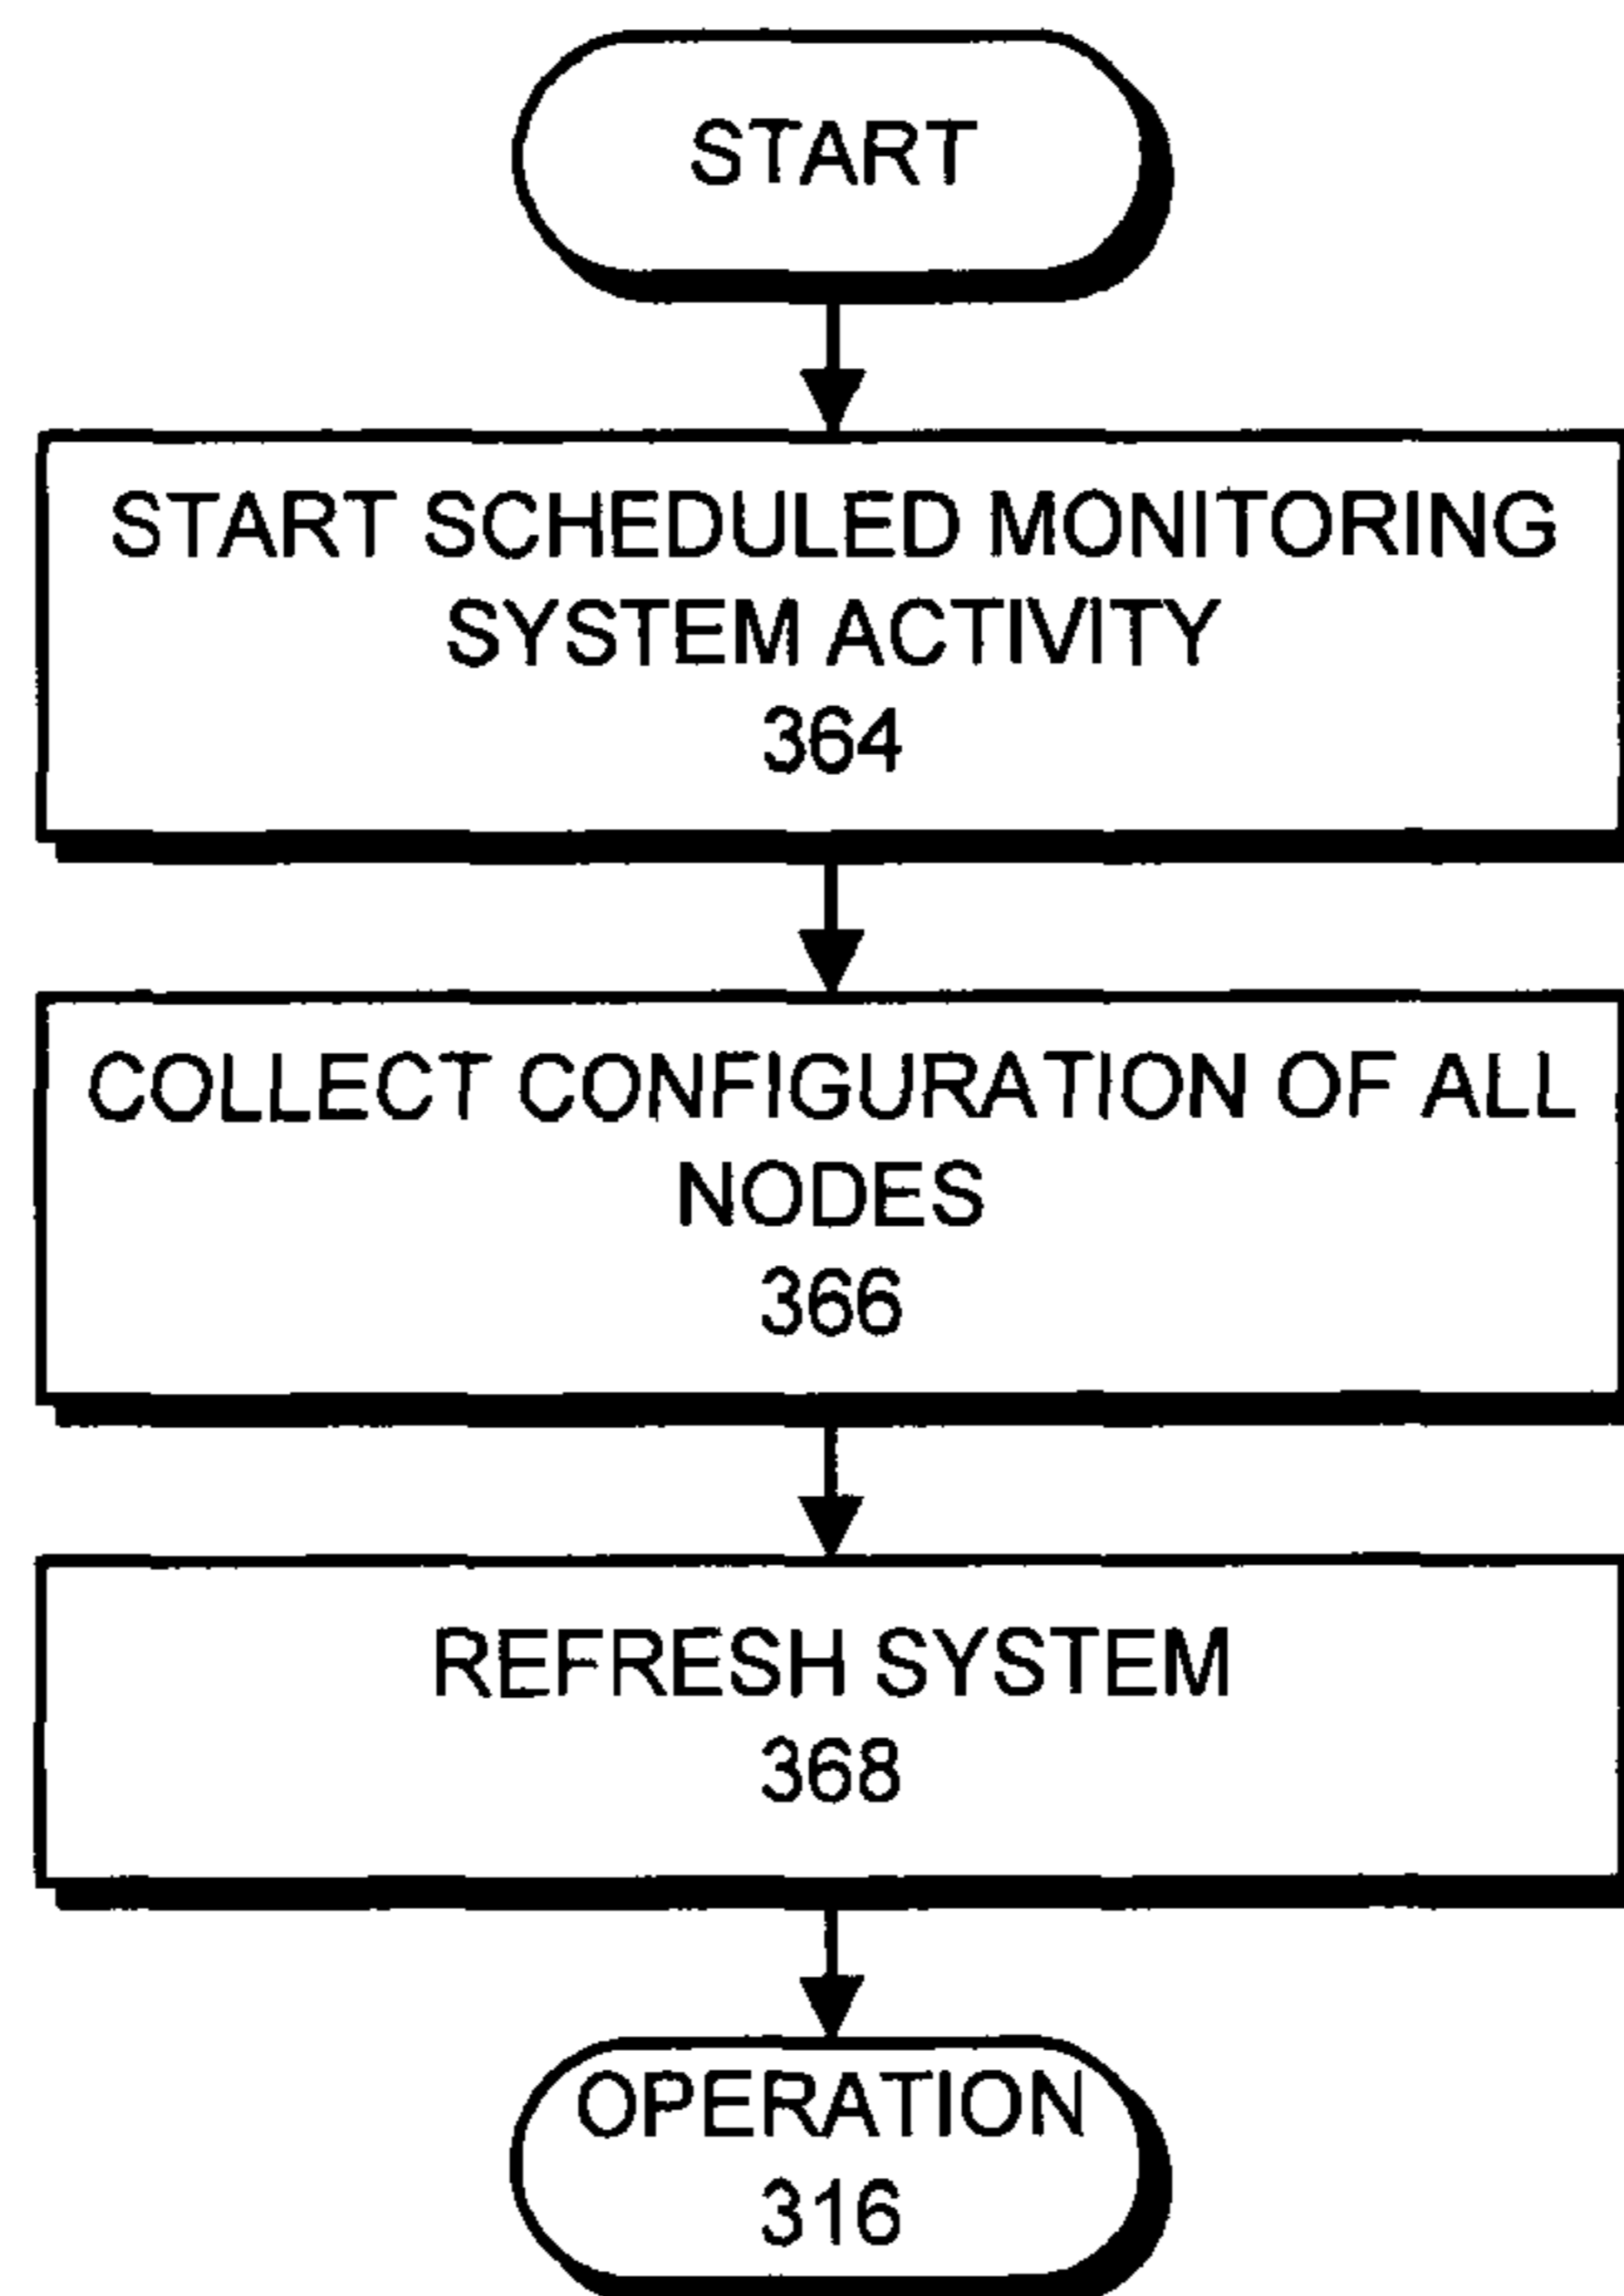 START
START SCHEDULED MONITORING
SYSTEM ACTIVITY
364
COLLECT CONFIGURATION OF ALL
NODES
366
REFRESH SYSTEM
368
OPERATION
316